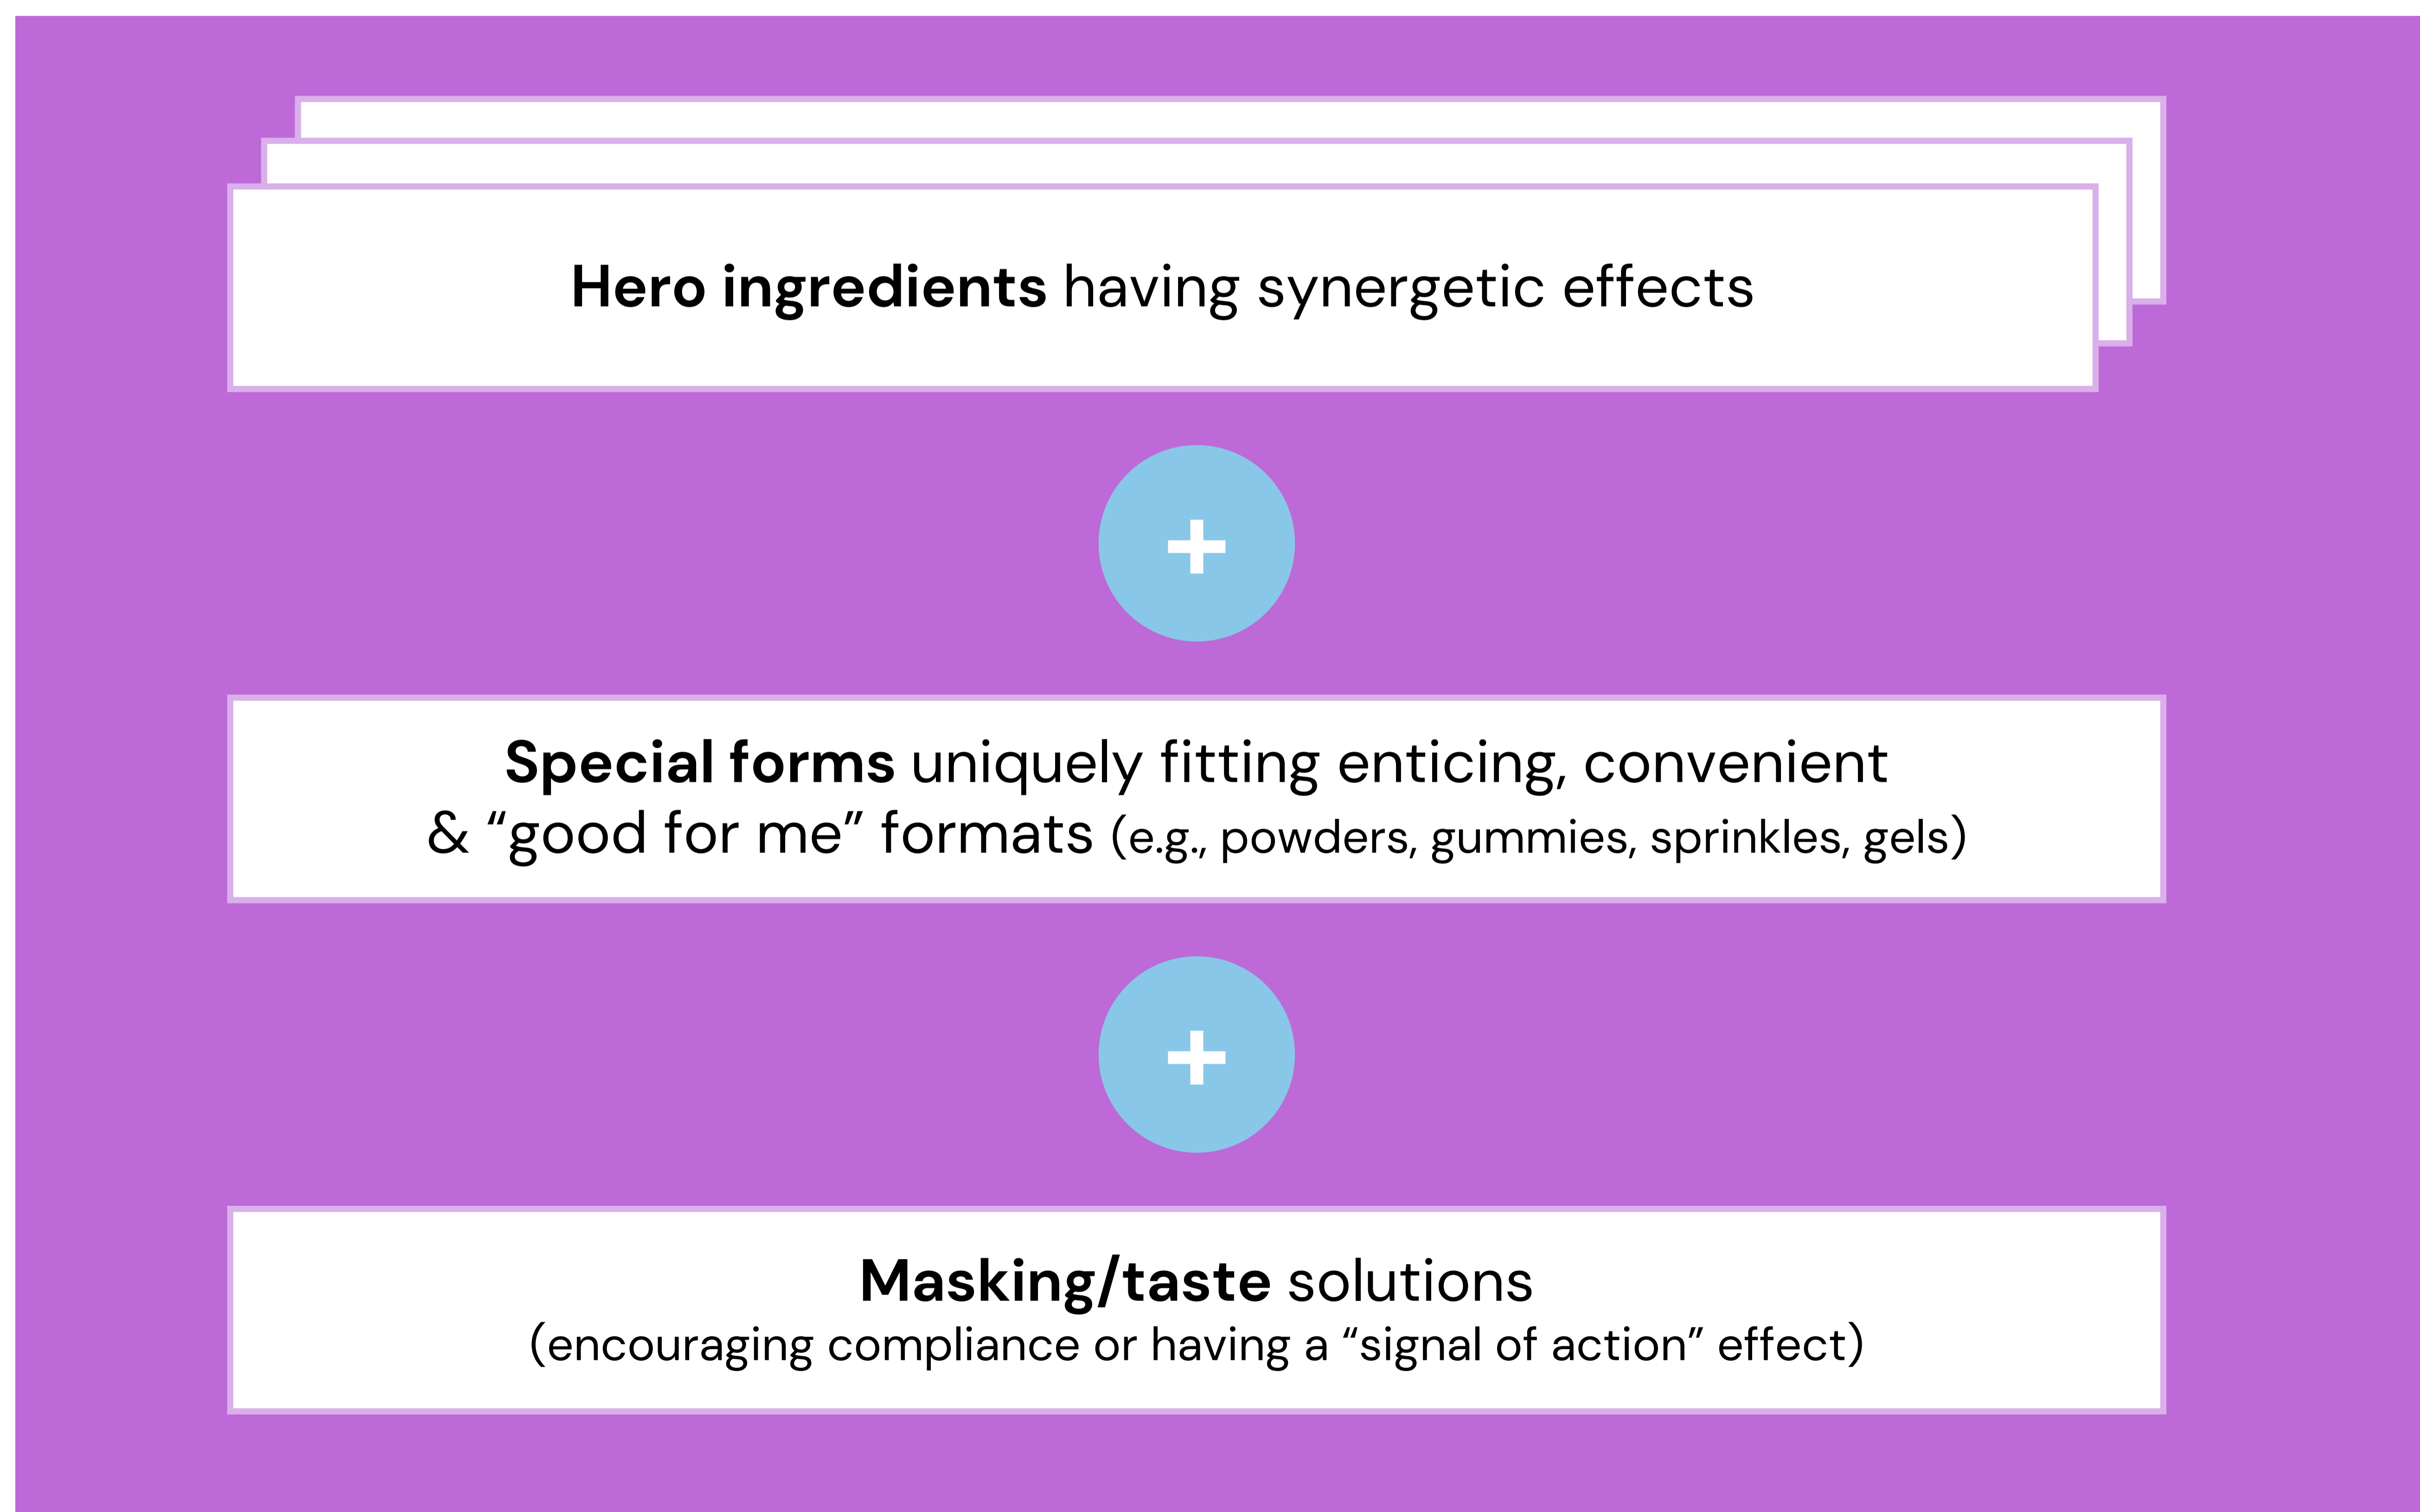 Hero ingredients having synergetic effects
+
Special forms uniquely fitting enticing, convenient
& “good for me” formats (e.g., powders, gummies, sprinkles, gels)
+
Masking/taste solutions
(encouraging compliance or having a “signal of action” effect)